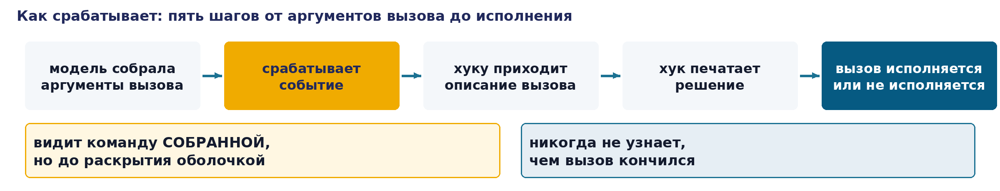 Как срабатывает: пять шагов от аргументов вызова до исполнения
модель собрала
аргументы вызова
срабатывает
событие
хуку приходит
описание вызова
хук печатает
решение
вызов исполняется
или не исполняется
видит команду СОБРАННОЙ,
но до раскрытия оболочкой
никогда не узнает,
чем вызов кончился